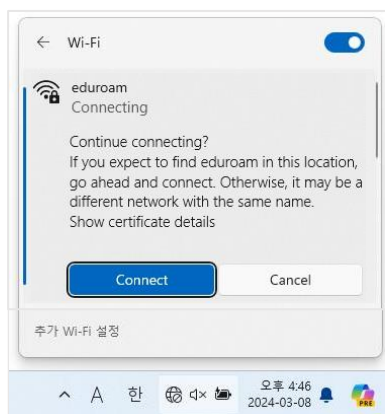 Wi-Fi
eduroam
Connecting
Continue connecting?
If you expect to find eduroam in this location,
go ahead and connect. Otherwise, it may be a
different network with the same name.
Show certificate details
Connect
Cancel
추가 Wi-Fi 설정
A 한 오후 4:46
2024-03-08
PRE